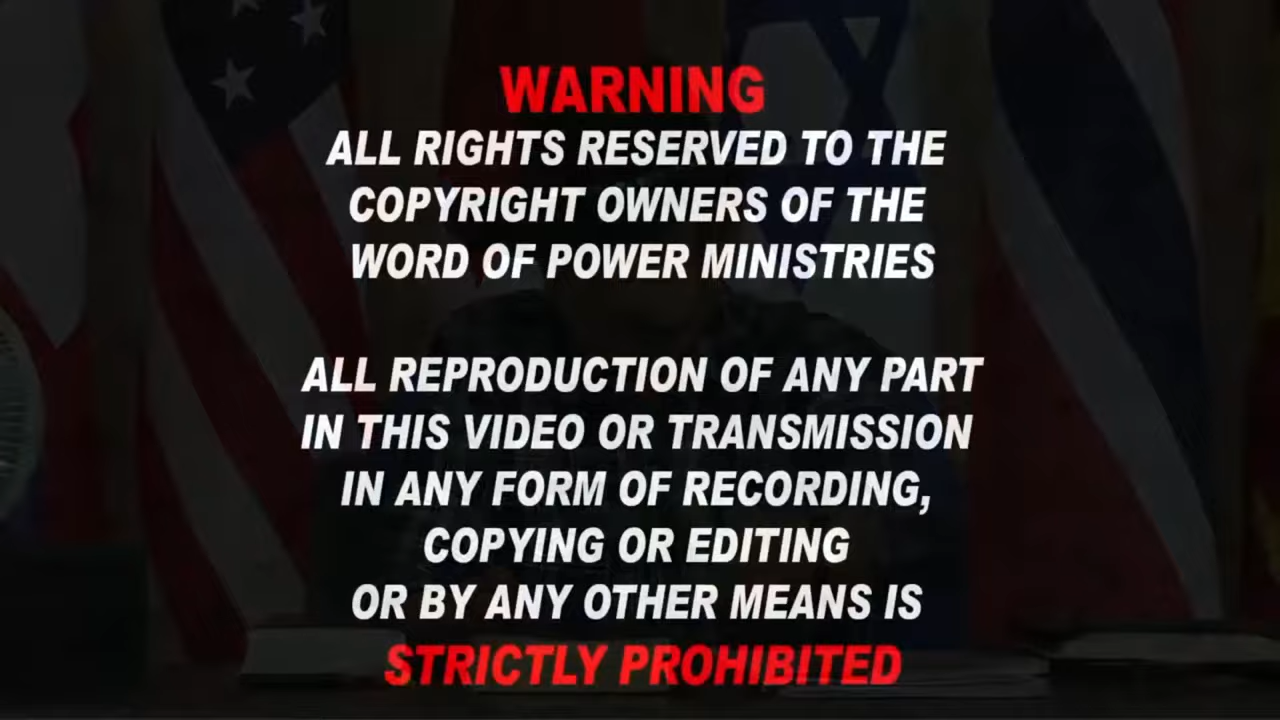 WARNING
ALL RIGHTS RESERVED TO THE
COPYRIGHT OWNERS OF THE
WORD OF POWER MINISTRIES
ALL REPRODUCTION OF ANY PART
IN THIS VIDEO OR TRANSMISSION
IN ANY FORM OF RECORDING,
COPYING OR EDITING
OR BY ANY OTHER MEANS IS
STRICTLY PROHIBITED